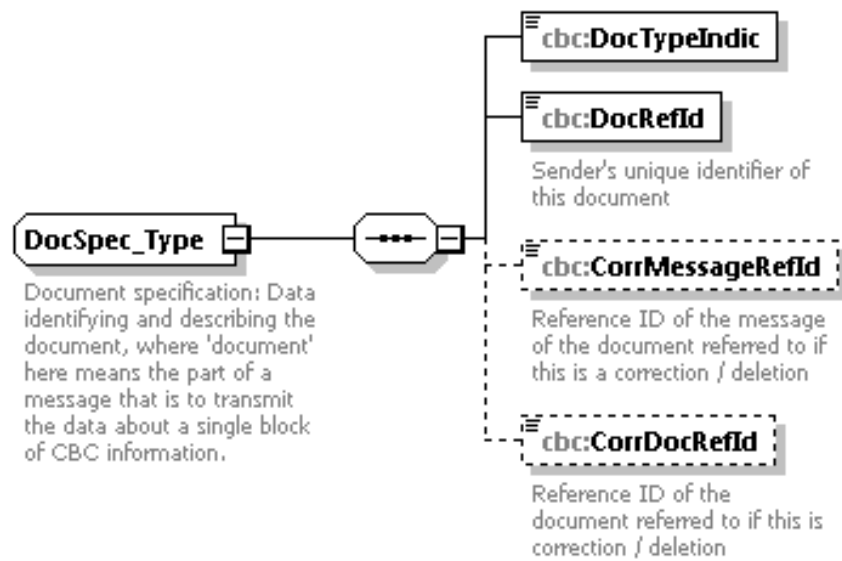 cbc:DocTypeIndic
cbc:DocRefId
Sender's unique identifier of
this document
DocSpec_Type
Document specification: Data
identifying and describing the
document, where 'document'
here means the part of a
message that is to transmit
the data about a single block
of CBC information.
cbc:CorrMessageRefId
Reference ID of the message
of the document referred to if
this is a correction / deletion
cbc:CorrDocRefId
Reference ID of the
document referred to if this is
correction / deletion